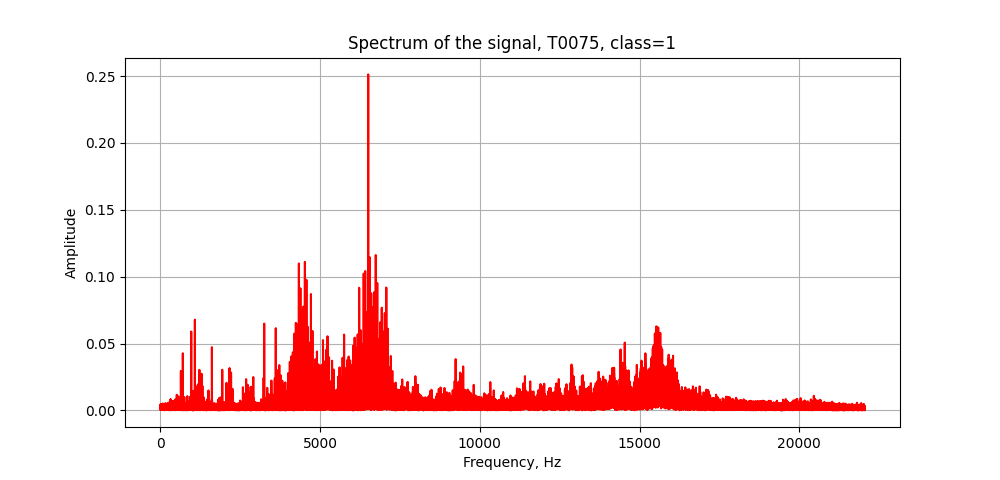 Spectrum of the signal, T0075, class=1
0.25
0.20
0.15
0.10
0.05
0.00
Amplitude
0 5000 10000 15000 20000
Frequency, Hz